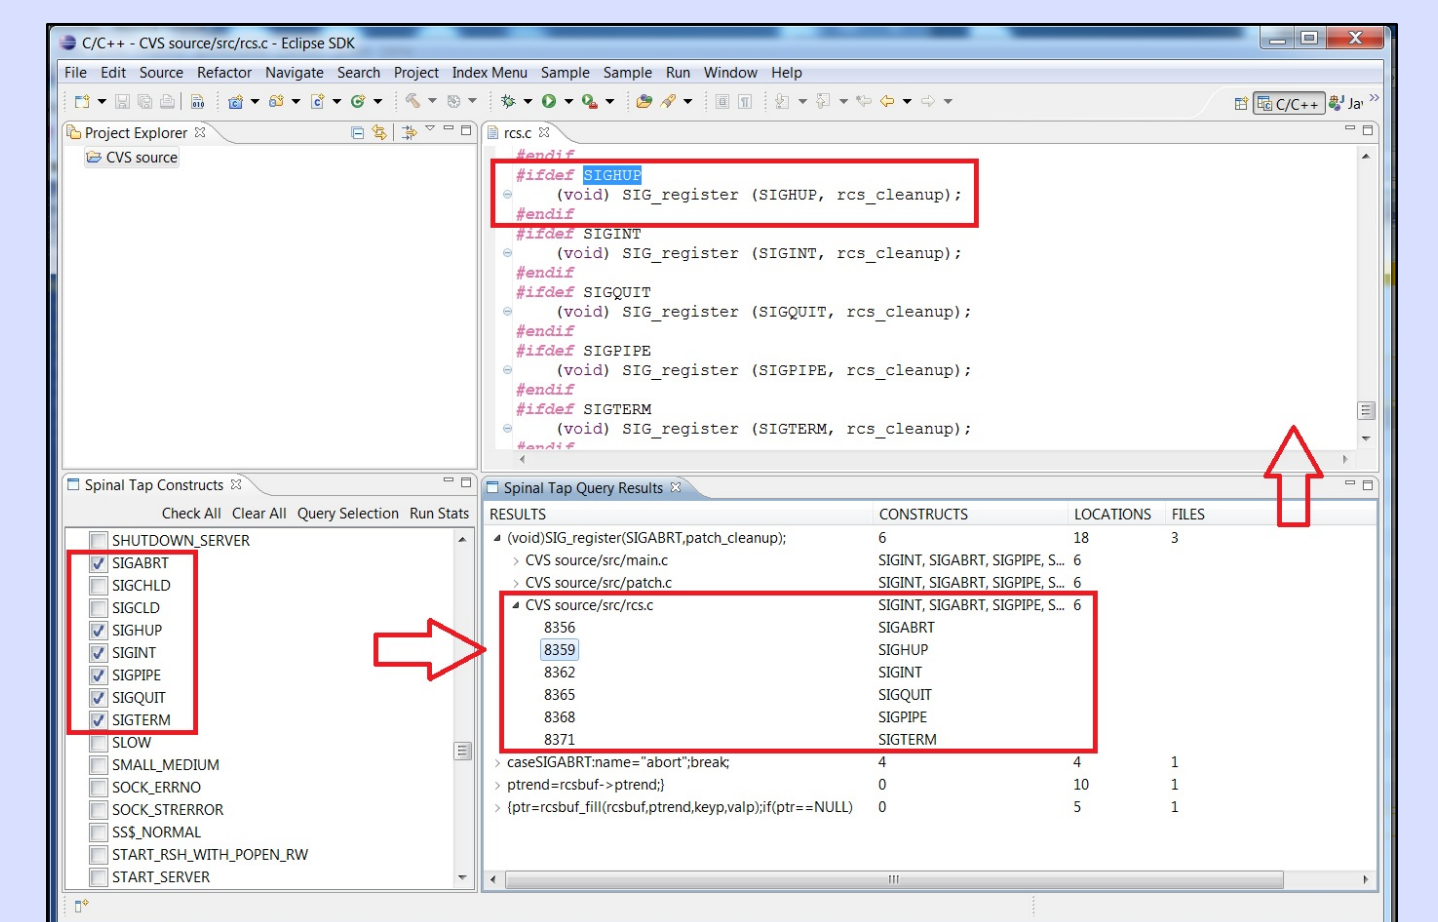 C/C++ - CVS source/src/rcs.c - Eclipse SDK
File Edit Source Refactor Navigate Search Project Index Menu Sample Sample Run Window Help
C/C++ Ja
Project Explorer
CVS source
rcs.c
#endif
#ifdef SIGHUP
(void) SIG_register (SIGHUP, rcs_cleanup);
#endif
#ifdef SIGINT
(void) SIG_register (SIGINT, rcs_cleanup);
#endif
#ifdef SIGQUIT
(void) SIG_register (SIGQUIT, rcs_cleanup);
#endif
#ifdef SIGPIPE
(void) SIG_register (SIGPIPE, rcs_cleanup);
#endif
#ifdef SIGTERM
(void) SIG_register (SIGTERM, rcs_cleanup);
#endif
Spinal Tap Constructs
Check All Clear All Query Selection Run Stats
SHUTDOWN_SERVER
SIGABRT
SIGCHLD
SIGCLD
SIGHUP
SIGINT
SIGPIPE
SIGQUIT
SIGTERM
SLOW
SMALL_MEDIUM
SOCK_ERRNO
SOCK_STRERROR
SS$_NORMAL
START_RSH_WITH_POPEN_RW
START_SERVER
Spinal Tap Query Results
RESULTS CONSTRUCTS LOCATIONS FILES
(void)SIG_register(SIGABRT,patch_cleanup); 6 18 3
CVS source/src/main.c SIGINT, SIGABRT, SIGPIPE, S... 6
CVS source/src/patch.c SIGINT, SIGABRT, SIGPIPE, S... 6
CVS source/src/rcs.c SIGINT, SIGABRT, SIGPIPE, S... 6
8356 SIGABRT
8359 SIGHUP
8362 SIGINT
8365 SIGQUIT
8368 SIGPIPE
8371 SIGTERM
caseSIGABRT:name="abort";break; 4 4 1
ptrend=rcsbuf->ptrend;} 0 10 1
{ptr=rcsbuf_fill(rcsbuf,ptrend,keyp,valp);if(ptr==NULL) 0 5 1